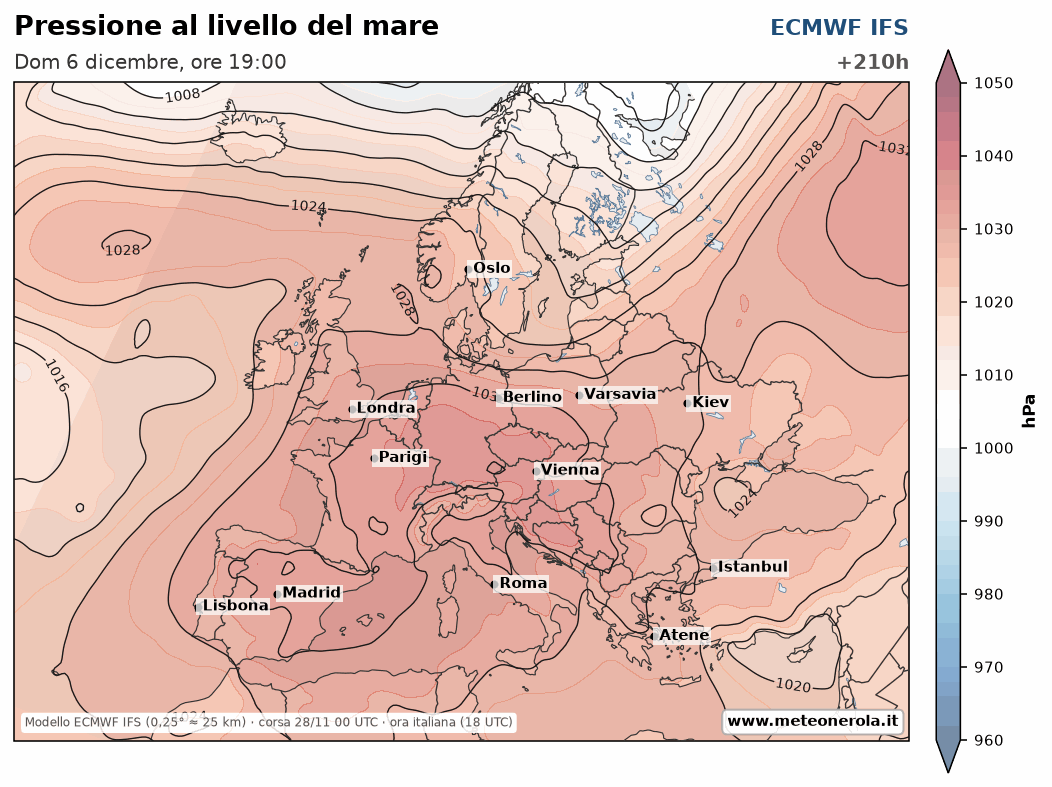 Pressione al livello del mare
ECMWF IFS
Dom 6 dicembre, ore 19:00
+210h
1008
1028
1032
1024
1028
Oslo
1028
1016
Londra
Berlino
Varsavia
Kiev
Parigi
Vienna
1024
Istanbul
Roma
Madrid
Lisbona
Atene
1020
1024
Modello ECMWF IFS (0,25° ≈ 25 km) · corsa 28/11 00 UTC · ora italiana (18 UTC)
www.meteonerola.it
1050
1040
1030
1020
1010
1000
990
980
970
960
hPa